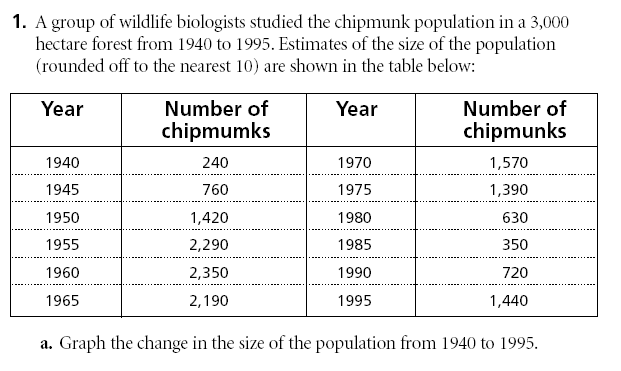 1. A group of wildlife biologists studied the chipmunk population in a 3,000
hectare forest from 1940 to 1995. Estimates of the size of the population
(rounded off to the nearest 10) are shown in the table below:
Year Number of chipmumks Year Number of chipmunks
1940 240 1970 1,570
1945 760 1975 1,390
1950 1,420 1980 630
1955 2,290 1985 350
1960 2,350 1990 720
1965 2,190 1995 1,440
a. Graph the change in the size of the population from 1940 to 1995.